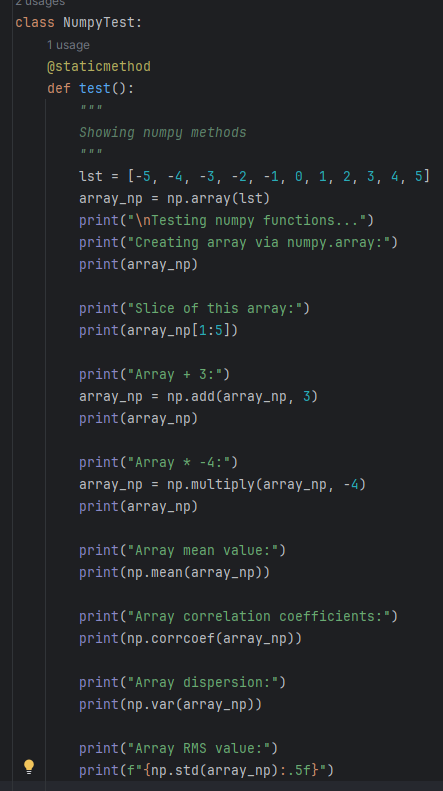 2 usages
class NumpyTest:
1 usage
@staticmethod
def test():
"""
Showing numpy methods
"""
lst = [-5, -4, -3, -2, -1, 0, 1, 2, 3, 4, 5]
array_np = np.array(lst)
print("\nTesting numpy functions...")
print("Creating array via numpy.array:")
print(array_np)
print("Slice of this array:")
print(array_np[1:5])
print("Array + 3:")
array_np = np.add(array_np, 3)
print(array_np)
print("Array * -4:")
array_np = np.multiply(array_np, -4)
print(array_np)
print("Array mean value:")
print(np.mean(array_np))
print("Array correlation coefficients:")
print(np.corrcoef(array_np))
print("Array dispersion:")
print(np.var(array_np))
print("Array RMS value:")
print(f"{np.std(array_np):.5f}")